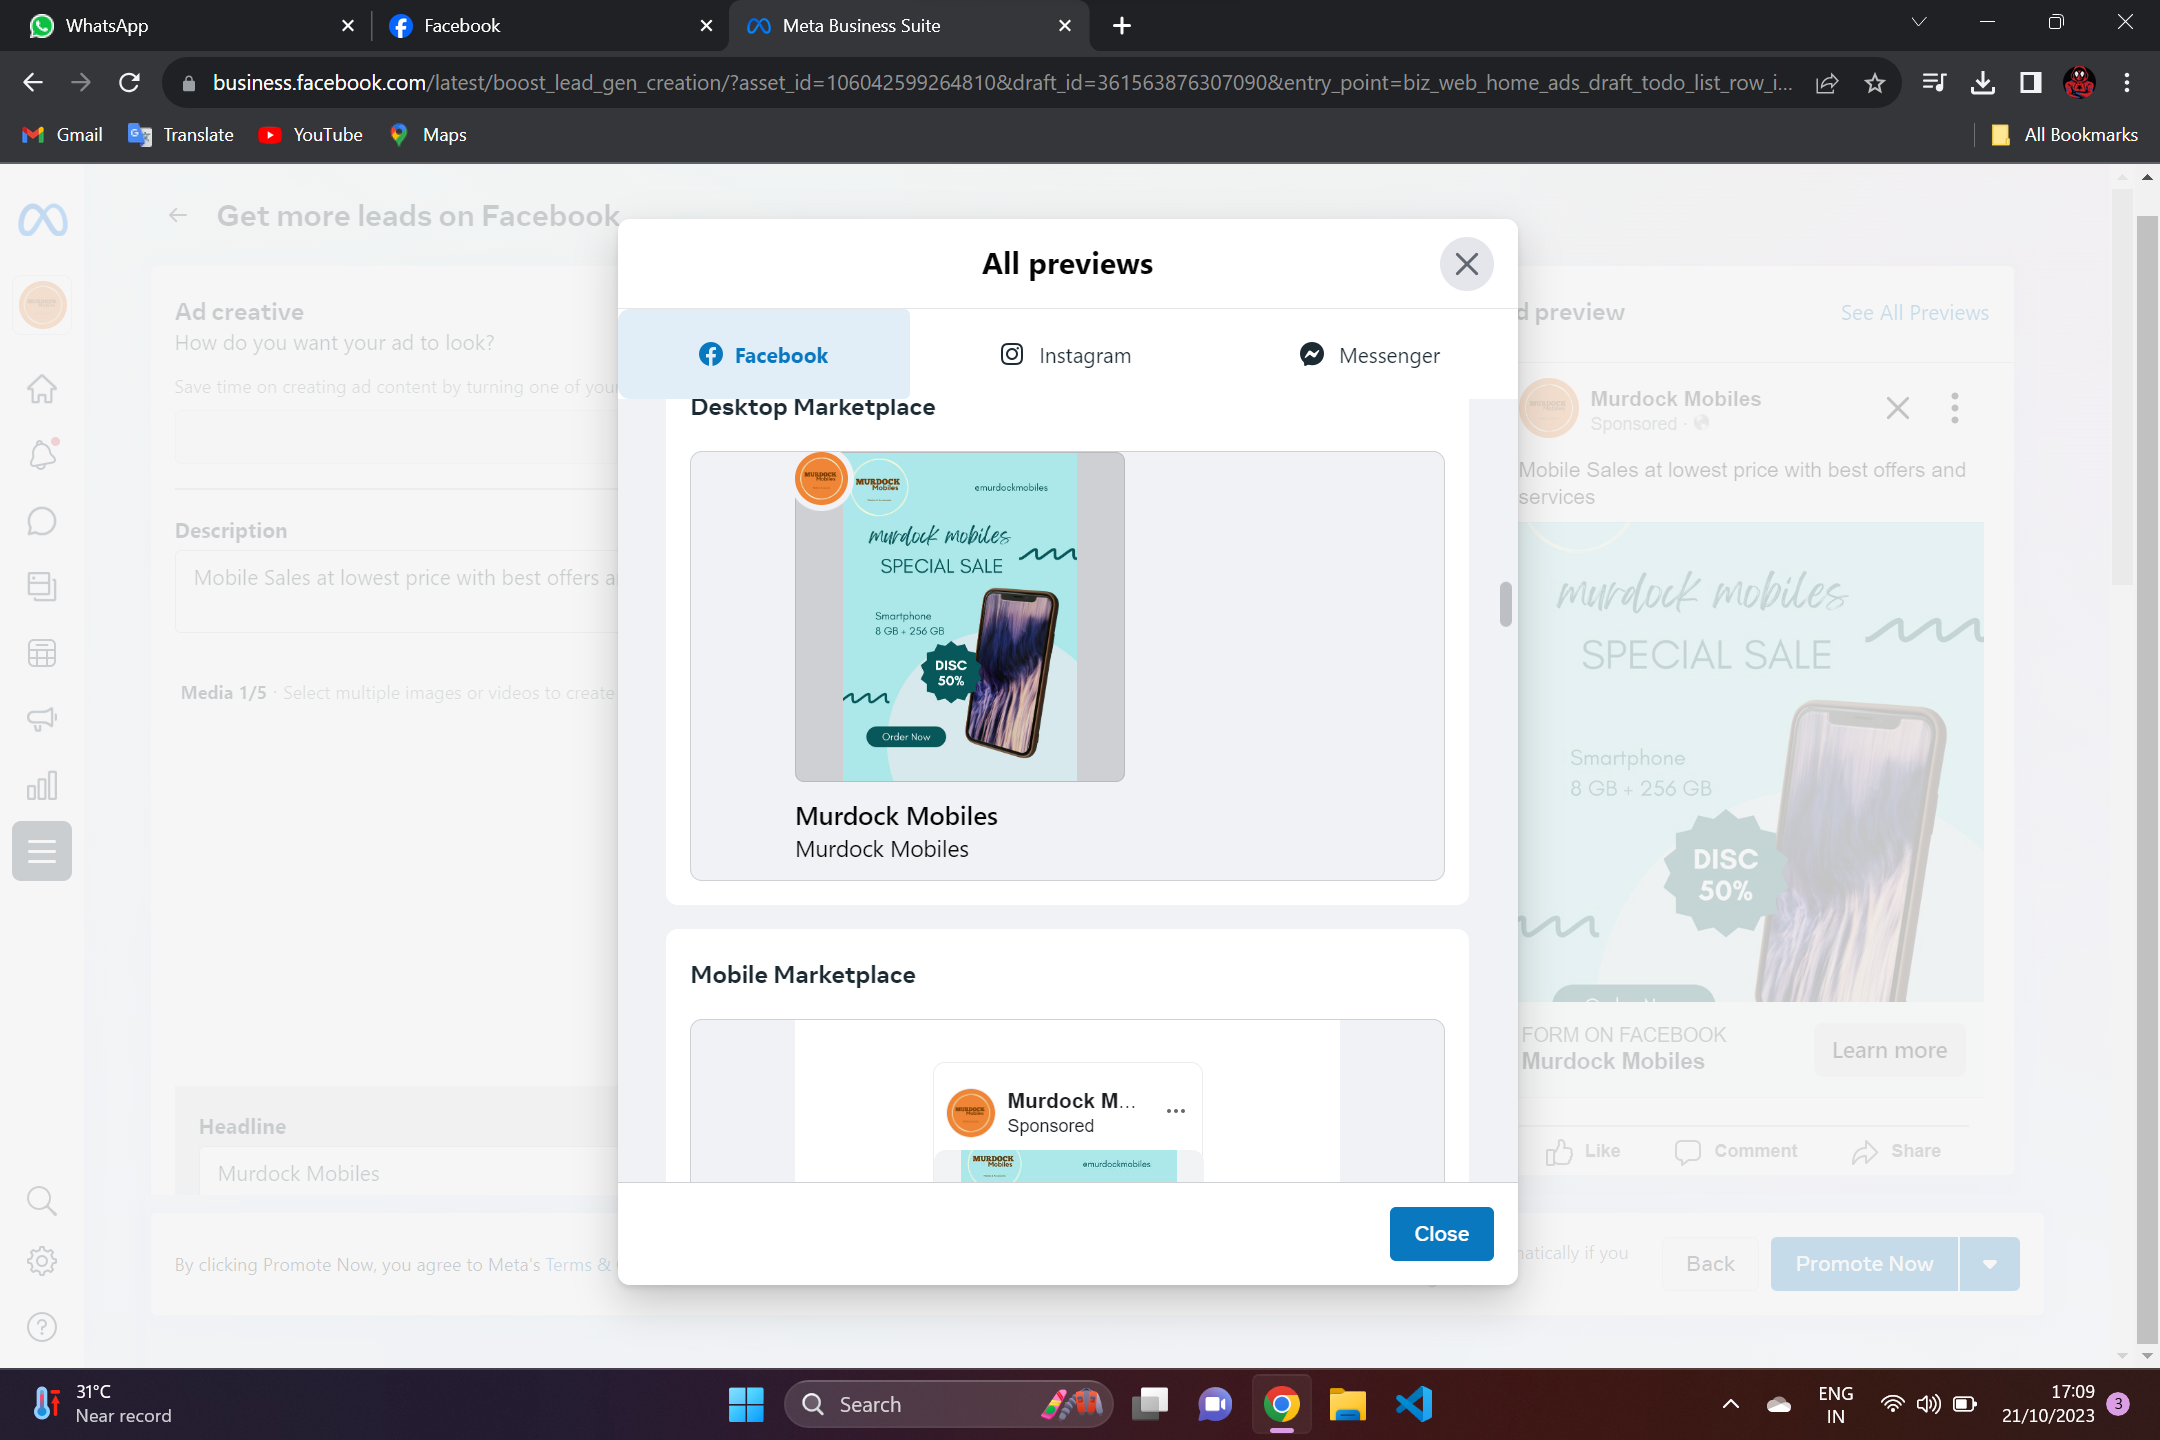 WhatsApp
Facebook
Meta Business Suite
business.facebook.com/latest/boost_lead_gen_creation/?asset_id=106042599264810&draft_id=361563876307090&entry_point=biz_web_home_ads_draft_todo_list_row_i...
Gmail
Translate
YouTube
Maps
All Bookmarks
Get more leads on Facebook
Ad creative
How do you want your ad to look?
Save time on creating ad content by turning one of your
Description
Mobile Sales at lowest price with best offers
Media 1/5 · Select multiple images or videos to create
Headline
Murdock Mobiles
By clicking Promote Now, you agree to Meta's Terms &
All previews
Facebook
Instagram
Messenger
Desktop Marketplace
MURDOCK
Mobiles
MURDOCK
Mobiles
@murdockmobiles
murdock mobiles
SPECIAL SALE
Smartphone
8 GB + 256 GB
DISC
50%
Order Now
Murdock Mobiles
Murdock Mobiles
Mobile Marketplace
Murdock M...
Sponsored
MURDOCK
Mobiles
@murdockmobiles
Close
preview
See All Previews
Murdock Mobiles
Sponsored ·
Mobile Sales at lowest price with best offers and
services
murdock mobiles
SPECIAL SALE
Smartphone
8 GB + 256 GB
DISC
50%
FORM ON FACEBOOK
Murdock Mobiles
Learn more
Like
Comment
Share
if you
Back
Promote Now
31°C
Near record
Search
ENG
IN
17:09
21/10/2023
3